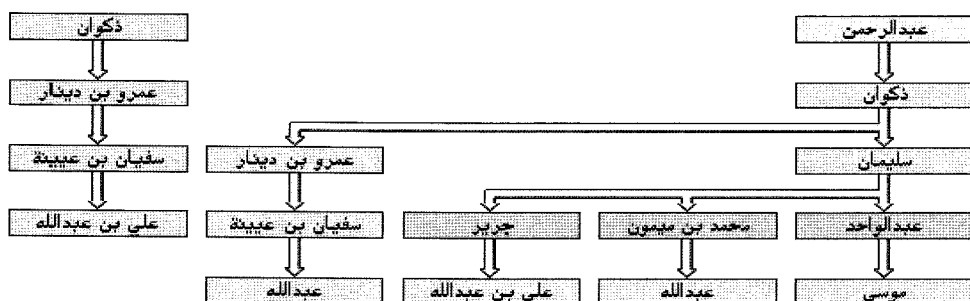 عبدالرحمن
ذكوان
ذكوان
عمرو بن دينار
سليمان
عمرو بن دينار
سفيان بن عيينة
عبدالواحد
محمد بن ميمون
جرير
سفيان بن عيينة
علي بن عبدالله
موسى
عبدالله
علي بن عبدالله
عبدالله